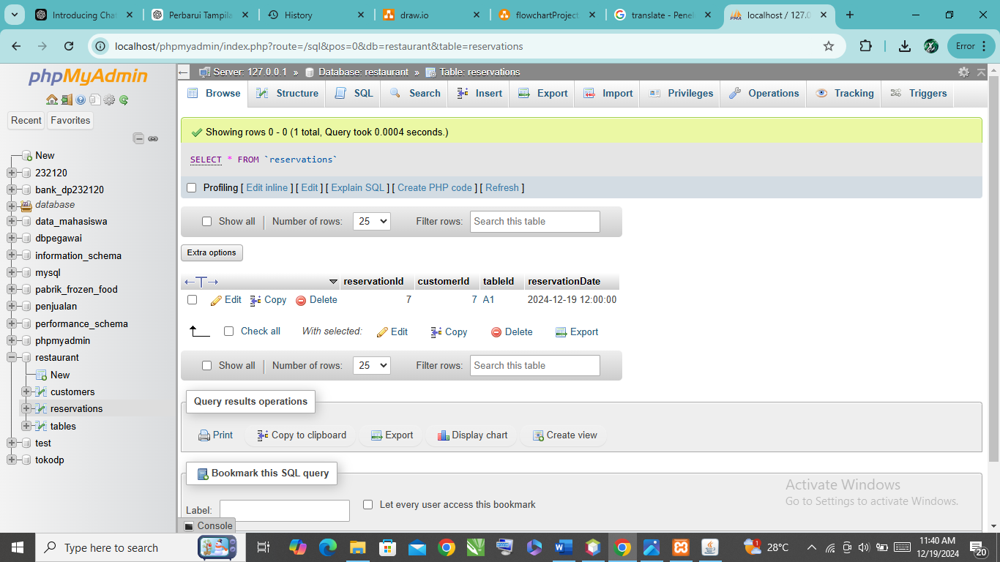 Introducing Cha
Perbarui Tampila
History
draw.io
flowchartProject
translate - Pene
localhost / 127.0
localhost/phpmyadmin/index.php?route=/sql&pos=0&db=restaurant&table=reservations
Error
phpMyAdmin
Recent
Favorites
New
232120
bank_dp232120
database
data_mahasiswa
dbpegawai
information_schema
mysql
pabrik_frozen_food
penjualan
performance_schema
phpmyadmin
restaurant
New
customers
reservations
tables
test
tokodp
Server: 127.0.0.1 » Database: restaurant » Table: reservations
Browse Structure SQL Search Insert Export Import Privileges Operations Tracking Triggers
Showing rows 0 - 0 (1 total, Query took 0.0004 seconds.)
SELECT * FROM `reservations`
Profiling [ Edit inline ] [ Edit ] [ Explain SQL ] [ Create PHP code ] [ Refresh ]
Show all Number of rows: 25 Filter rows: Search this table
Extra options
reservationId customerId tableId reservationDate
Edit Copy Delete 7 7 A1 2024-12-19 12:00:00
Check all With selected: Edit Copy Delete Export
Show all Number of rows: 25 Filter rows: Search this table
Query results operations
Print Copy to clipboard Export Display chart Create view
Bookmark this SQL query
Label: Let every user access this bookmark
Console
Activate Windows
Go to Settings to activate Windows.
Type here to search
28°C
11:40 AM
12/19/2024
20